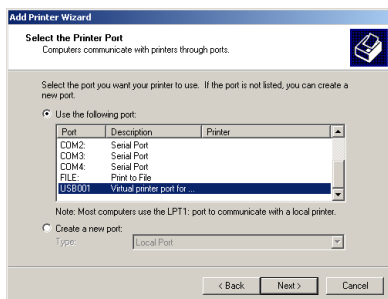 Add Printer Wizard
Select the Printer Port
Computers communicate with printers through ports.
Select the port you want your printer to use. If the port is not listed, you can create a
new port.
Use the following port:
Port Description Printer
COM2: Serial Port
COM3: Serial Port
COM4: Serial Port
FILE: Print to File
USB001 Virtual printer port for ...
Note: Most computers use the LPT1: port to communicate with a local printer.
Create a new port:
Type: Local Port
< Back Next > Cancel